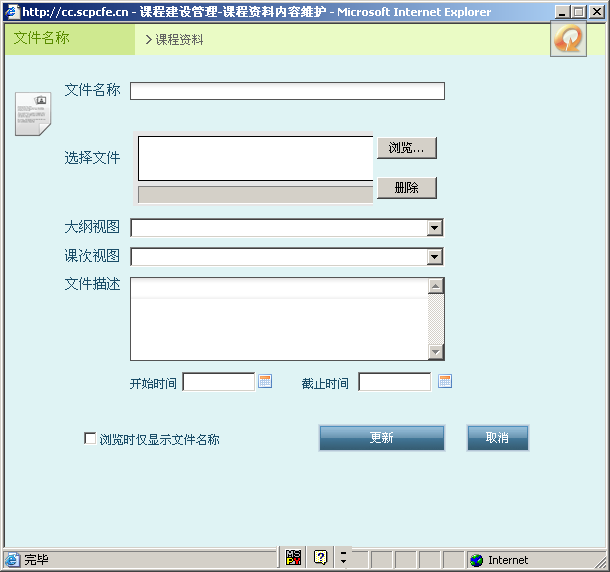 http://cc.scpcfe.cn - 课程建设管理-课程资料内容维护 - Microsoft Internet Explorer
文件名称
> 课程资料
文件名称
选择文件
浏览...
删除
大纲视图
课次视图
文件描述
开始时间
截止时间
浏览时仅显示文件名称
更新
取消
完毕
Internet